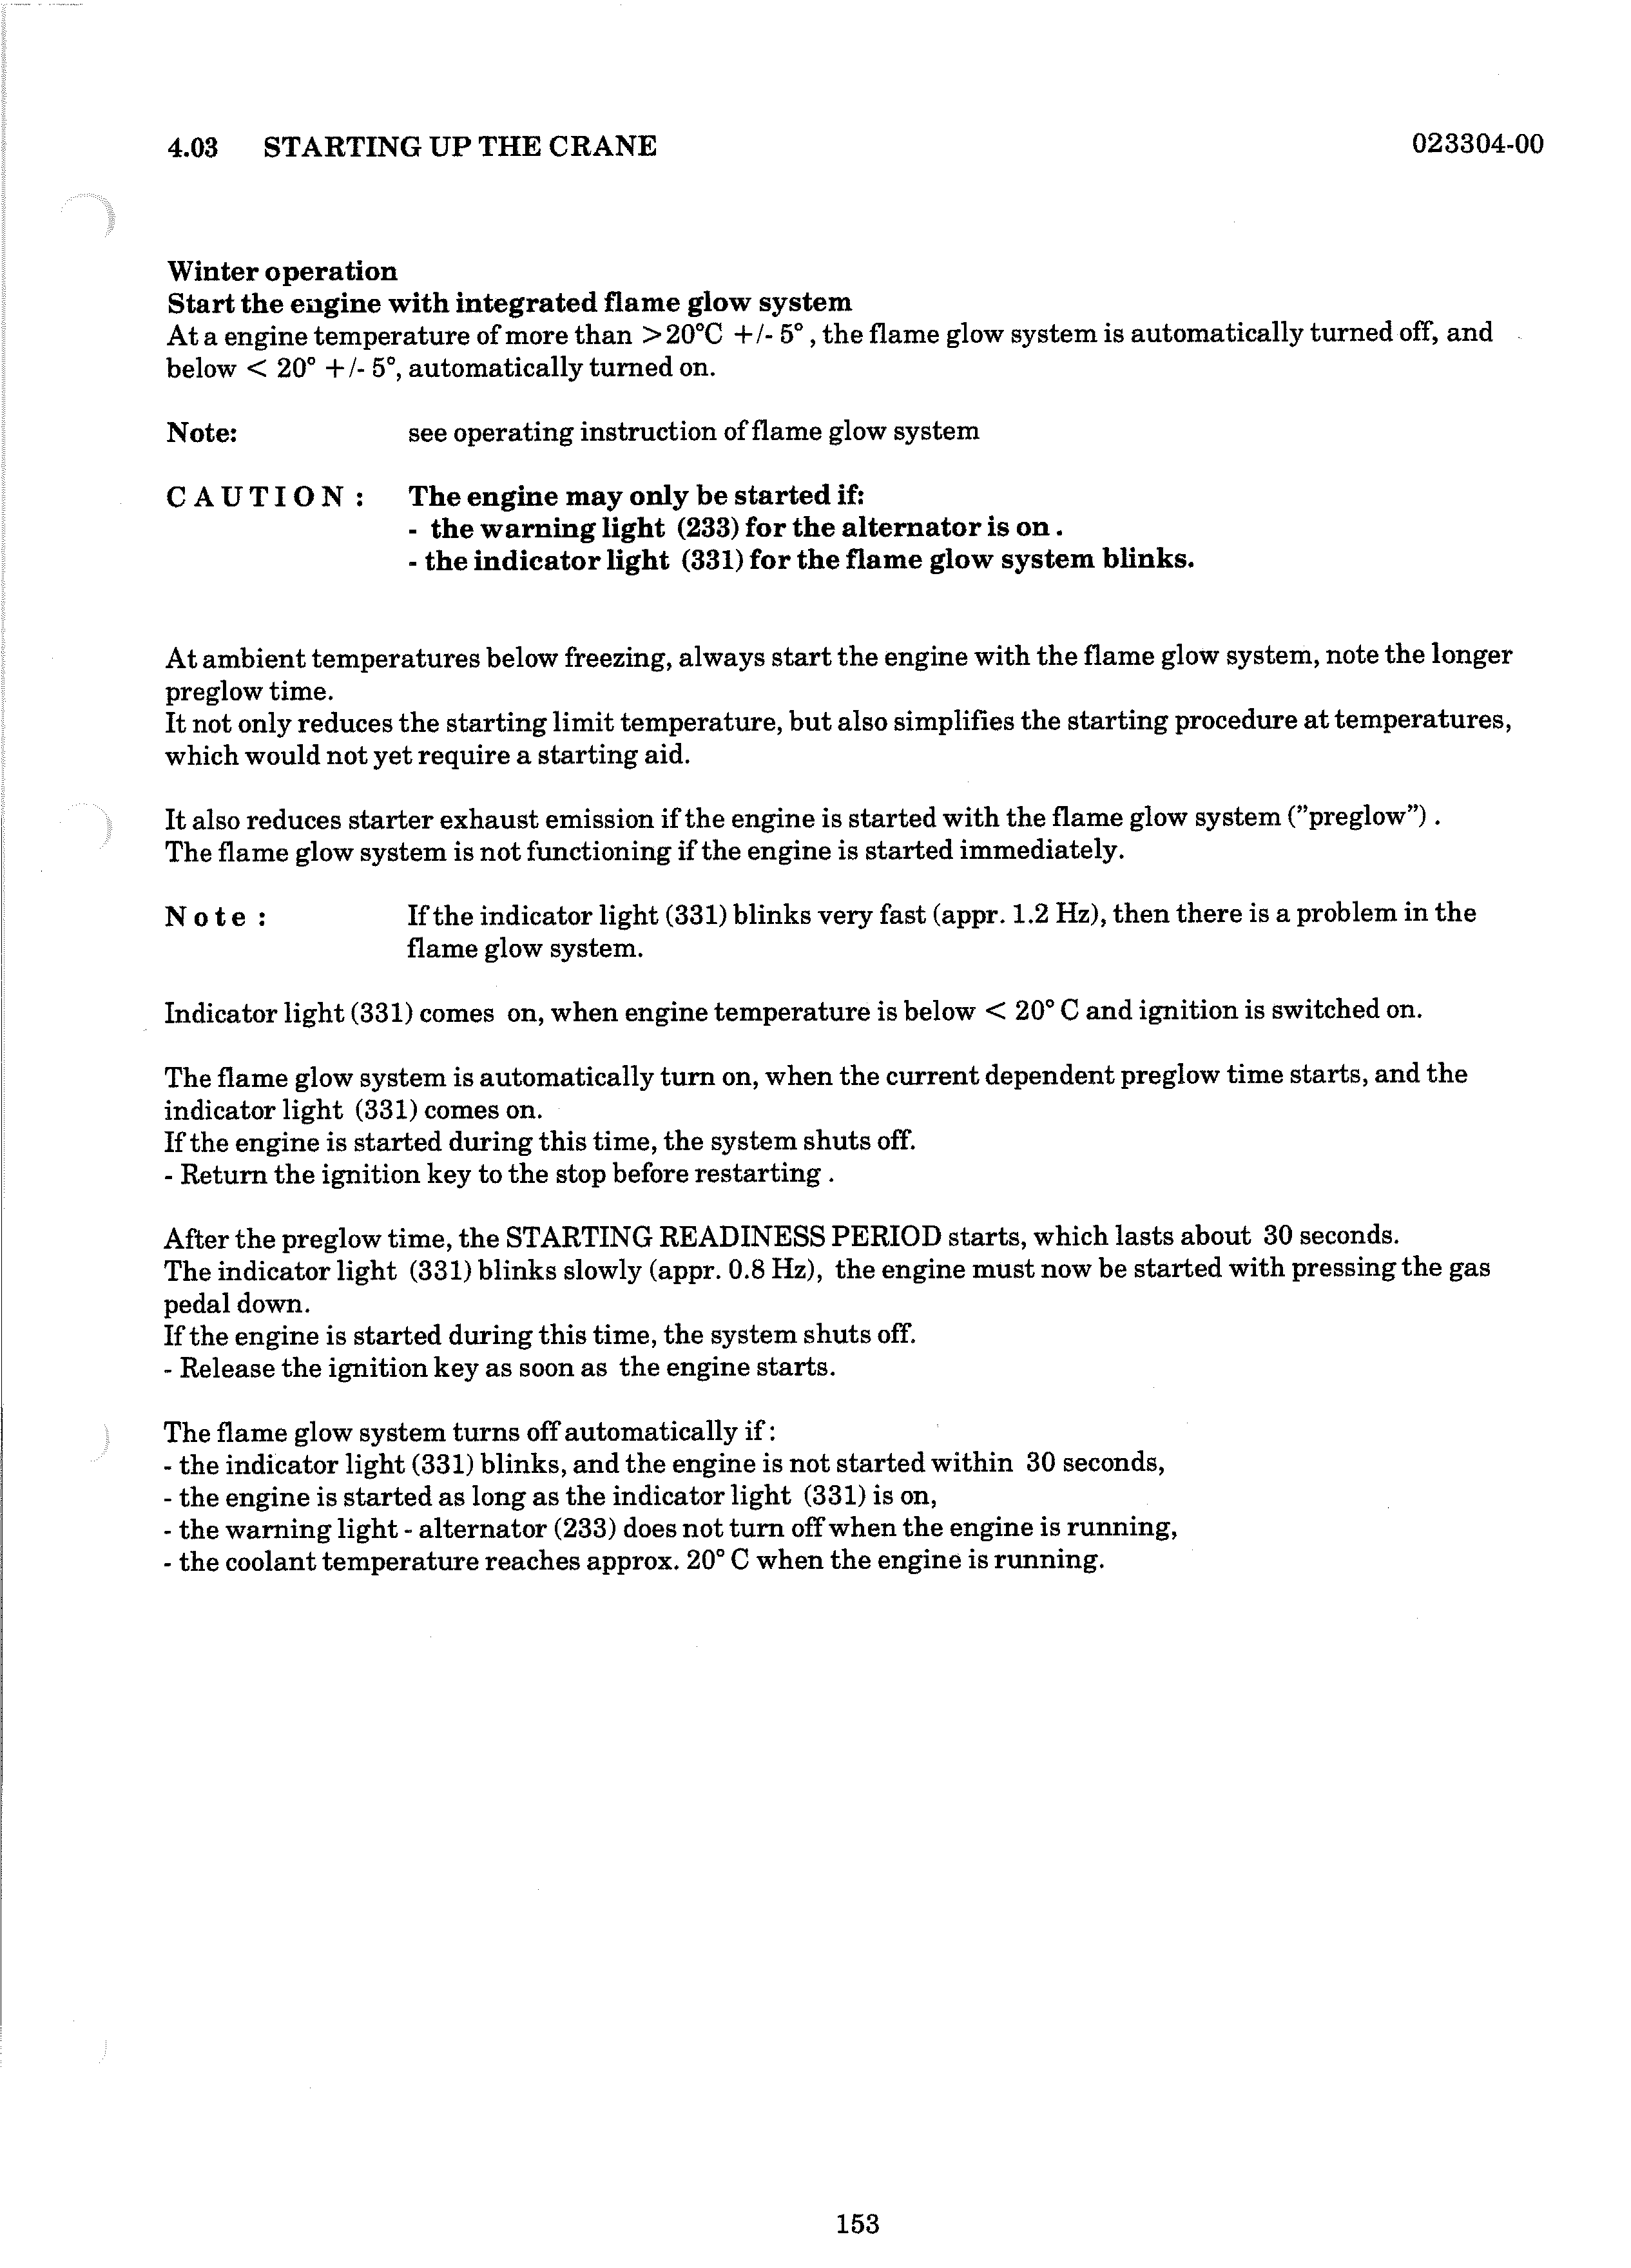 4.03 STARTING UP THE CRANE 023304-00
Winter operation
Start the engine with integrated flame glow system
At a engine temperature of more than >20°C +/- 5° , the flame glow system is automatically turned off, and
below < 20° +/- 5°, automatically turned on.
Note: see operating instruction of flame glow system
C A U T I O N : The engine may only be started if:
- the warning light (233) for the alternator is on .
- the indicator light (331) for the flame glow system blinks.
At ambient temperatures below freezing, always start the engine with the flame glow system, note the longer
preglow time.
It not only reduces the starting limit temperature, but also simplifies the starting procedure at temperatures,
which would not yet require a starting aid.
It also reduces starter exhaust emission if the engine is started with the flame glow system (”preglow”) .
The flame glow system is not functioning if the engine is started immediately.
N o t e : If the indicator light (331) blinks very fast (appr. 1.2 Hz), then there is a problem in the
flame glow system.
Indicator light (331) comes on, when engine temperature is below < 20° C and ignition is switched on.
The flame glow system is automatically turn on, when the current dependent preglow time starts, and the
indicator light (331) comes on.
If the engine is started during this time, the system shuts off.
- Return the ignition key to the stop before restarting .
After the preglow time, the STARTING READINESS PERIOD starts, which lasts about 30 seconds.
The indicator light (331) blinks slowly (appr. 0.8 Hz), the engine must now be started with pressing the gas
pedal down.
If the engine is started during this time, the system shuts off.
- Release the ignition key as soon as the engine starts.
The flame glow system turns off automatically if :
- the indicator light (331) blinks, and the engine is not started within 30 seconds,
- the engine is started as long as the indicator light (331) is on,
- the warning light - alternator (233) does not turn off when the engine is running,
- the coolant temperature reaches approx. 20° C when the engine is running.
153